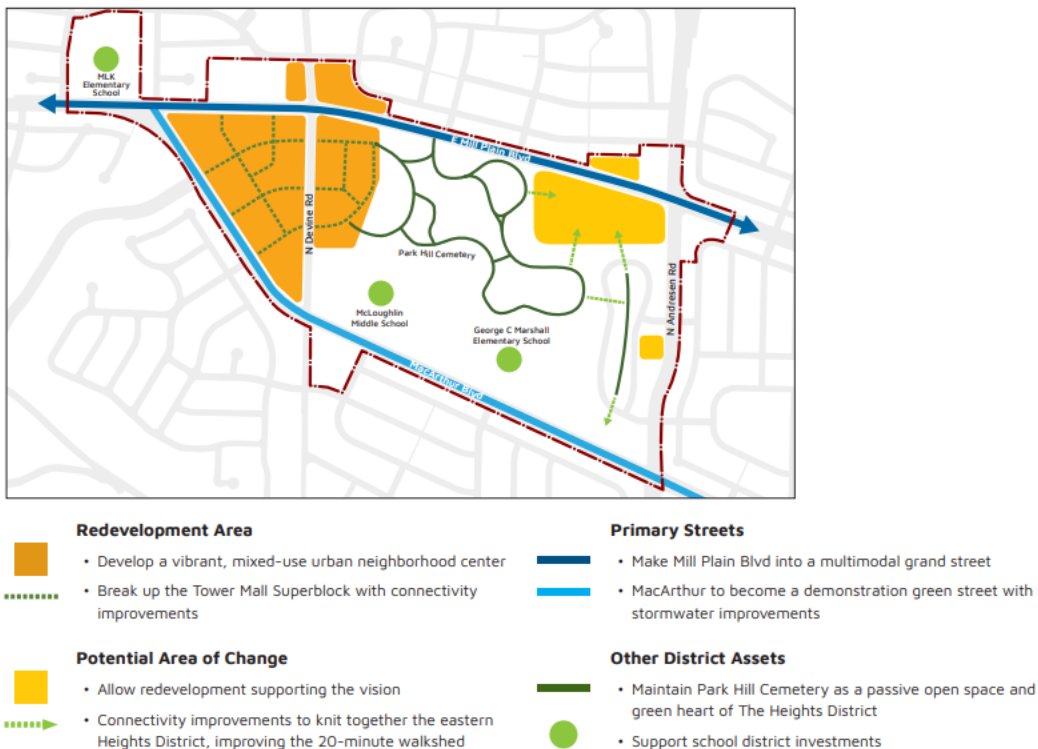 MLK
Elementary
School
E Mill Plain Blvd
N Devine Rd
Park Hill Cemetery
N Andresen Rd
McLoughlin
Middle School
George C Marshall
Elementary School
MacArthur Blvd
Redevelopment Area
• Develop a vibrant, mixed-use urban neighborhood center
• Break up the Tower Mall Superblock with connectivity
improvements
Potential Area of Change
• Allow redevelopment supporting the vision
• Connectivity improvements to knit together the eastern
Heights District, improving the 20-minute walkshed
Primary Streets
• Make Mill Plain Blvd into a multimodal grand street
• MacArthur to become a demonstration green street with
stormwater improvements
Other District Assets
• Maintain Park Hill Cemetery as a passive open space and
green heart of The Heights District
• Support school district investments